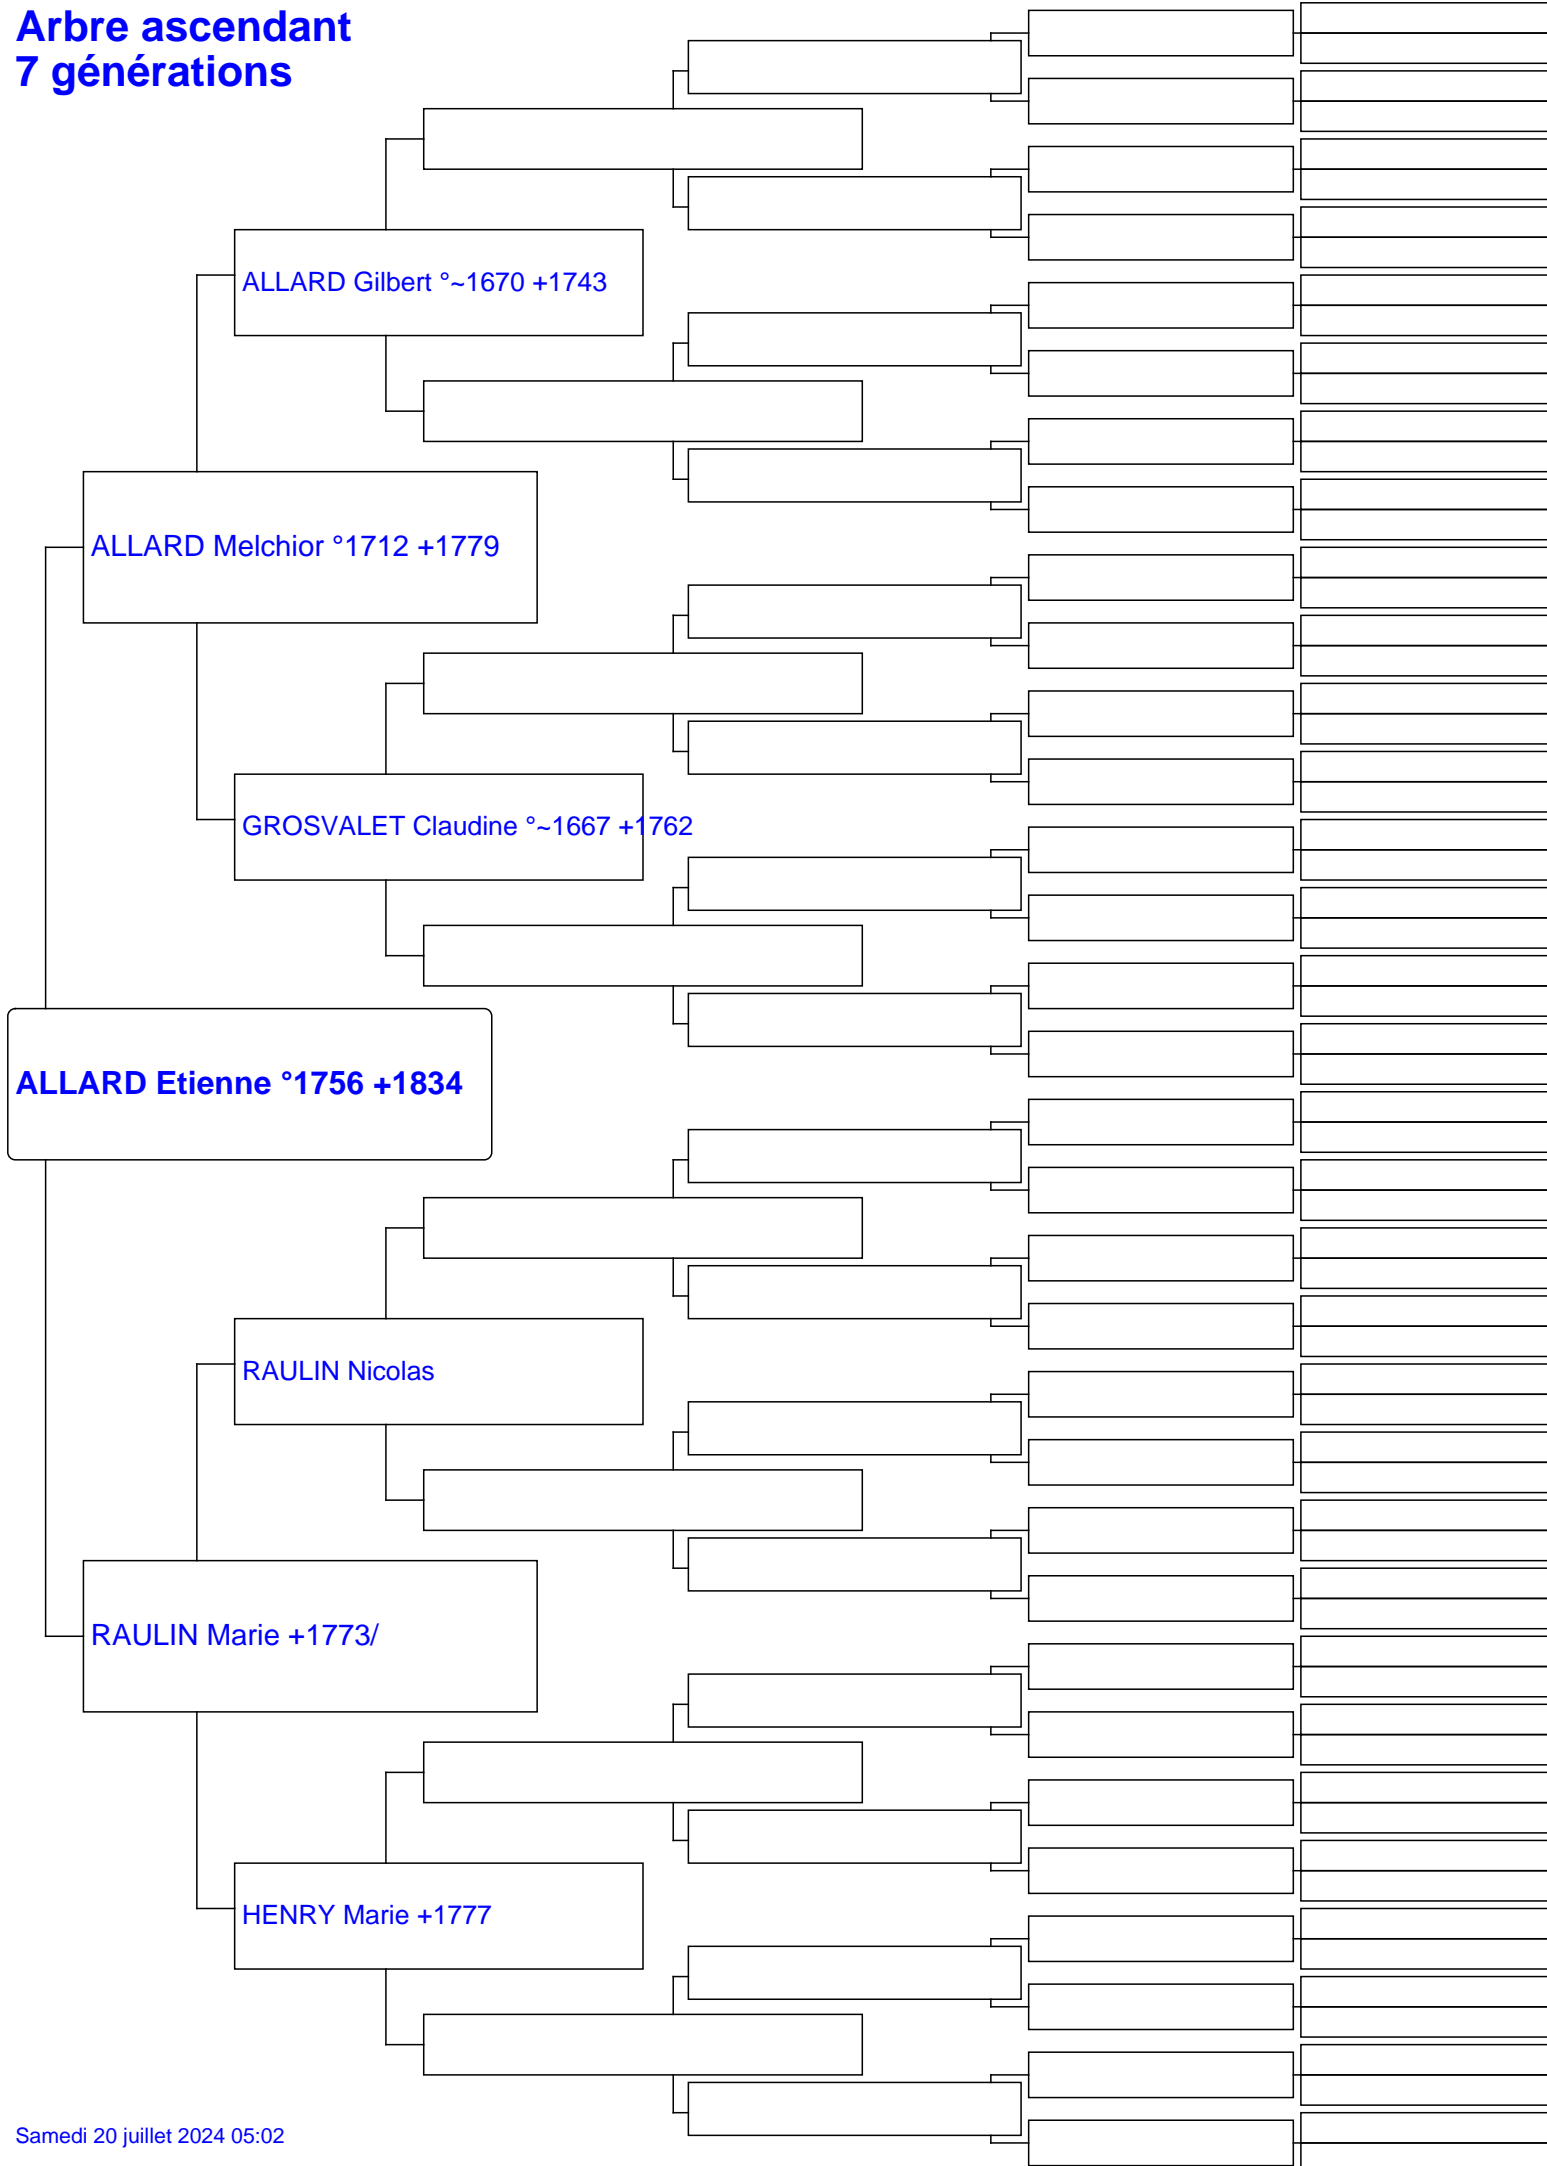 Arbre ascendant
7 générations
ALLARD Gilbert °~1670 +1743
ALLARD Melchior °1712 +1779
GROSVALET Claudine °~1667 +1762
ALLARD Etienne °1756 +1834
RAULIN Nicolas
RAULIN Marie +1773/
HENRY Marie +1777
Samedi 20 juillet 2024 05:02